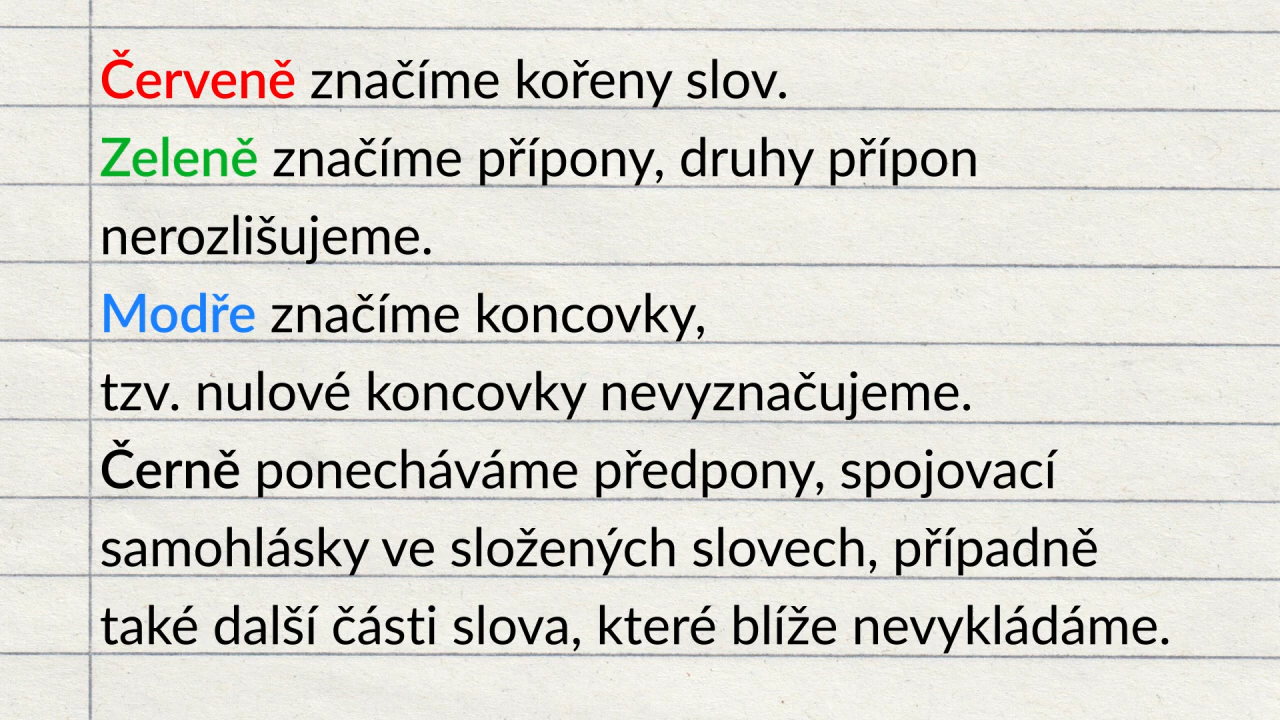 Červeně značíme kořeny slov.
Zeleně značíme přípony, druhy přípon
nerozlišujeme.
Modře značíme koncovky,
tzv. nulové koncovky nevyznačujeme.
Černě ponecháváme předpony, spojovací
samohlásky ve složených slovech, případně
také další části slova, které blíže nevykládáme.